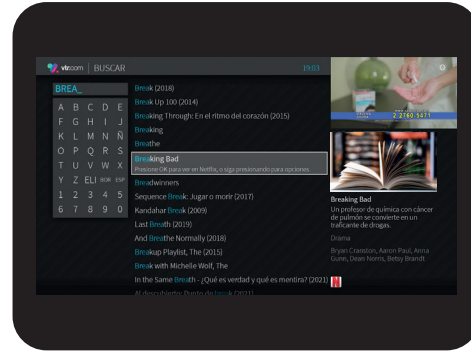 vtr.com | BUSCAR
19:03
BREA_
A B C D E
F G H I J
K L M N Ñ
O P Q R S
T U V W X
Y Z ELI BOR ESP
1 2 3 4 5
6 7 8 9 0
Break (2018)
Break Up 100 (2014)
Breaking Through: En el ritmo del corazón (2015)
Breaking
Breathe
Breaking Bad
Presione OK para ver en Netflix, o siga presionando para opciones
Breadwinners
Sequence Break: Jugar o morir (2017)
Kandahar Break (2009)
Last Breath (2019)
And Breathe Normally (2018)
Breakup Playlist, The (2015)
Break with Michelle Wolf, The
In the Same Breath - ¿Qué es verdad y qué es mentira? (2021)
Al descubierto: Punto de break (2021)
2 2760-5471
Breaking Bad
Un profesor de química con cáncer
de pulmón se convierte en un
traficante de drogas.
Drama
Bryan Cranston, Aaron Paul, Anna
Gunn, Dean Norris, Betsy Brandt
N